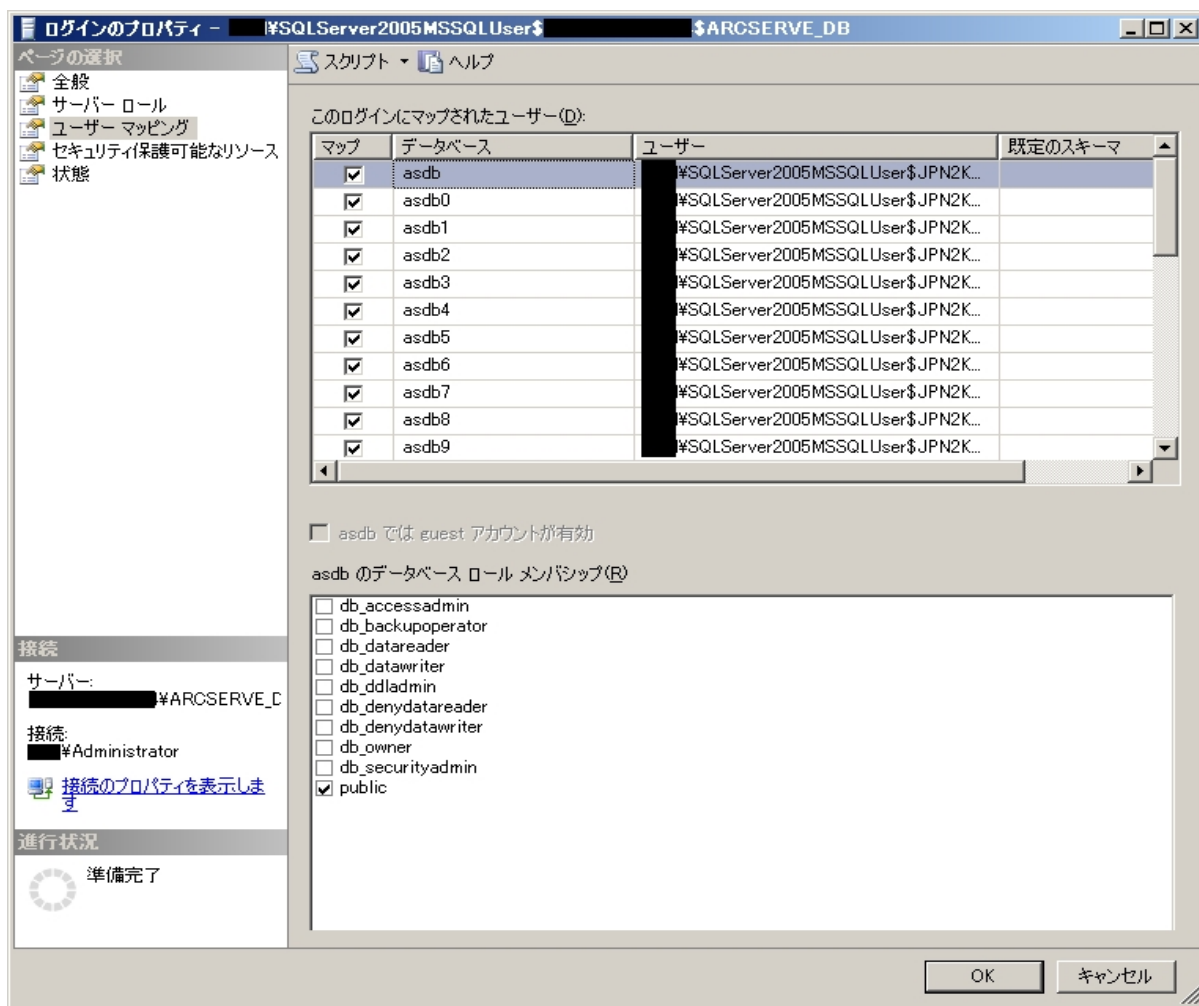 ログインのプロパティ - ¥SQLServer2005MSSQLUser$ $ARCSERVE_DB
ページの選択
全般
サーバー ロール
ユーザー マッピング
セキュリティ保護可能なリソース
状態
スクリプト ヘルプ
このログインにマップされたユーザー(D):
マップ データベース ユーザー 既定のスキーマ
asdb ¥SQLServer2005MSSQLUser$JPN2K...
asdb0 ¥SQLServer2005MSSQLUser$JPN2K...
asdb1 ¥SQLServer2005MSSQLUser$JPN2K...
asdb2 ¥SQLServer2005MSSQLUser$JPN2K...
asdb3 ¥SQLServer2005MSSQLUser$JPN2K...
asdb4 ¥SQLServer2005MSSQLUser$JPN2K...
asdb5 ¥SQLServer2005MSSQLUser$JPN2K...
asdb6 ¥SQLServer2005MSSQLUser$JPN2K...
asdb7 ¥SQLServer2005MSSQLUser$JPN2K...
asdb8 ¥SQLServer2005MSSQLUser$JPN2K...
asdb9 ¥SQLServer2005MSSQLUser$JPN2K...
asdb では guest アカウントが有効
asdb のデータベース ロール メンバシップ(R)
db_accessadmin
db_backupoperator
db_datareader
db_datawriter
db_ddladmin
db_denydatareader
db_denydatawriter
db_owner
db_securityadmin
public
接続
サーバー:
¥ARCSERVE_D
接続:
¥Administrator
接続のプロパティを表示しま
す
進行状況
準備完了
OK キャンセル